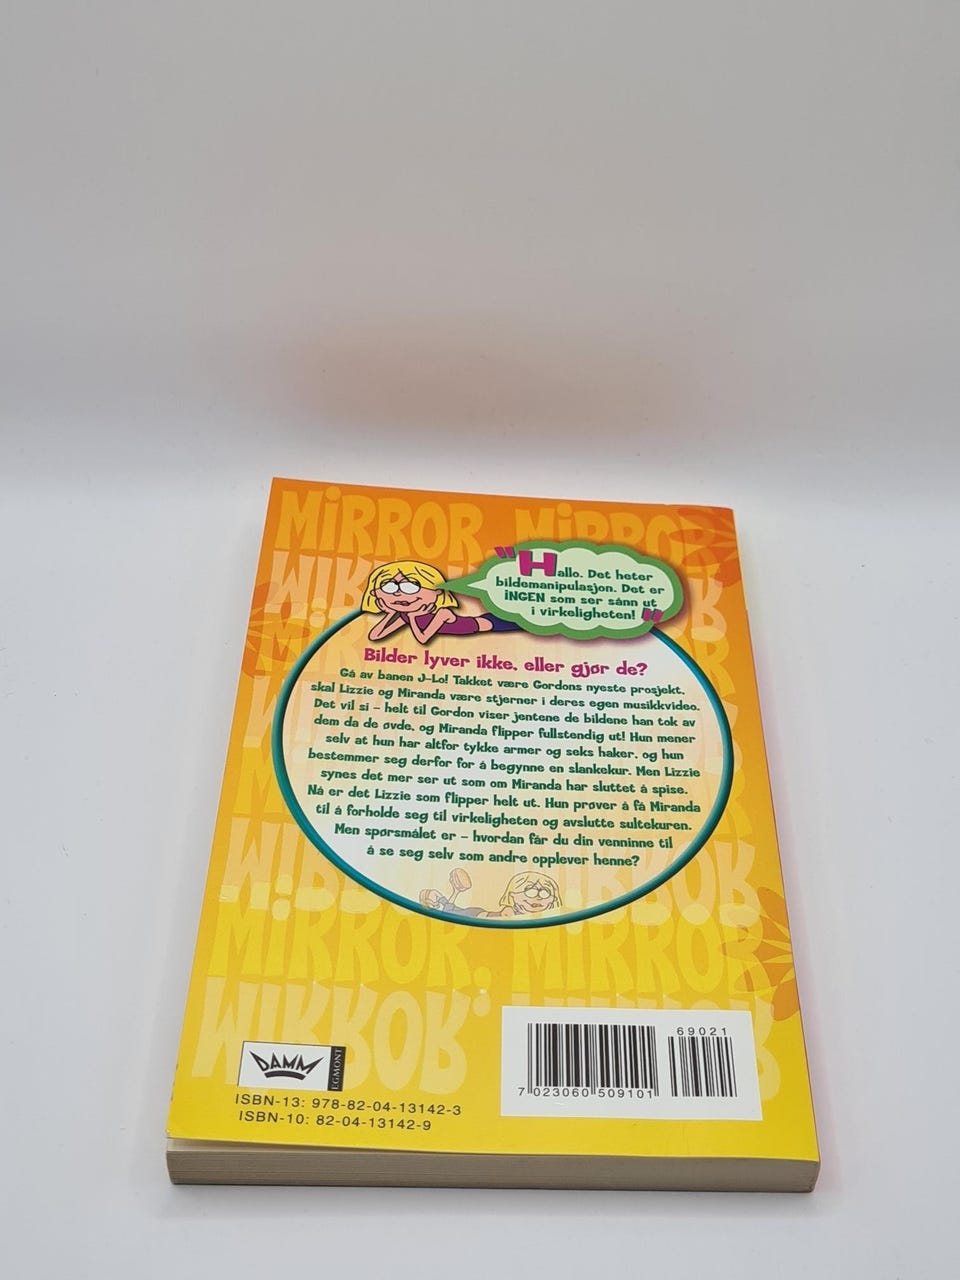 MiRROR, MiRROR
MiRROR
"Hallo. Det heter
bildemanipulasjon. Det er
iNGEN som ser sånn ut
i virkeligheten!"
Bilder lyver ikke, eller gjør de?
Gå av banen J-Lo! Takket være Gordons nyeste prosjekt,
skal Lizzie og Miranda være stjerner i deres egen musikkvideo.
Det vil si – helt til Gordon viser jentene de bildene han tok av
dem da de øvde, og Miranda flipper fullstendig ut! Hun mener
selv at hun har altfor tykke armer og seks haker, og hun
bestemmer seg derfor for å begynne en slankekur. Men Lizzie
synes det mer ser ut som om Miranda har sluttet å spise.
Nå er det Lizzie som flipper helt ut. Hun prøver å få Miranda
til å forholde seg til virkeligheten og avslutte sultekuren.
Men spørsmålet er – hvordan får du din venninne til
å se seg selv som andre opplever henne?
MiRROR, MiRROR
MIRROR, MIRROR
DAMM
EGMONT
ISBN-13: 978-82-04-13142-3
ISBN-10: 82-04-13142-9
69021
7 023060 509101